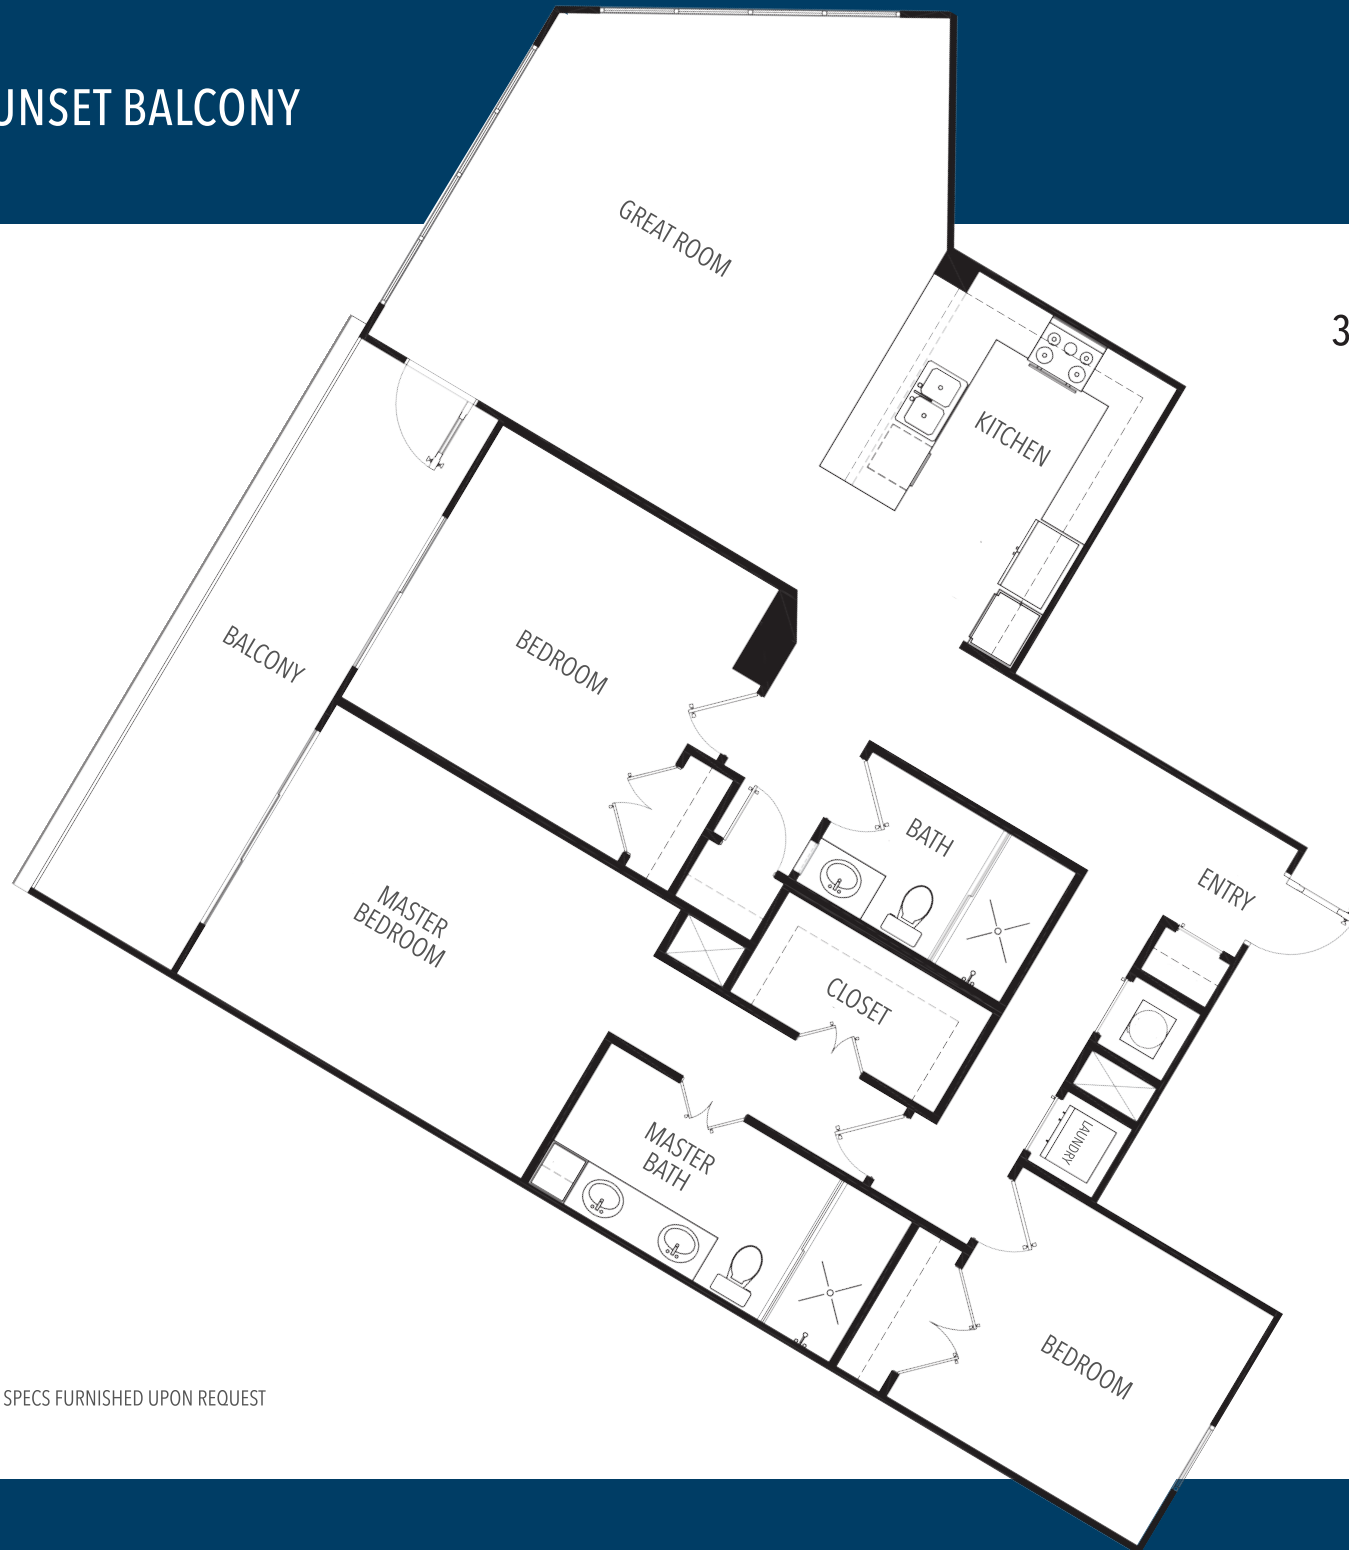 UNSET BALCONY
GREAT ROOM
3
KITCHEN
BALCONY
BEDROOM
BATH
ENTRY
MASTER
BEDROOM
CLOSET
MASTER
BATH
LAUNDRY
BEDROOM
SPECS FURNISHED UPON REQUEST